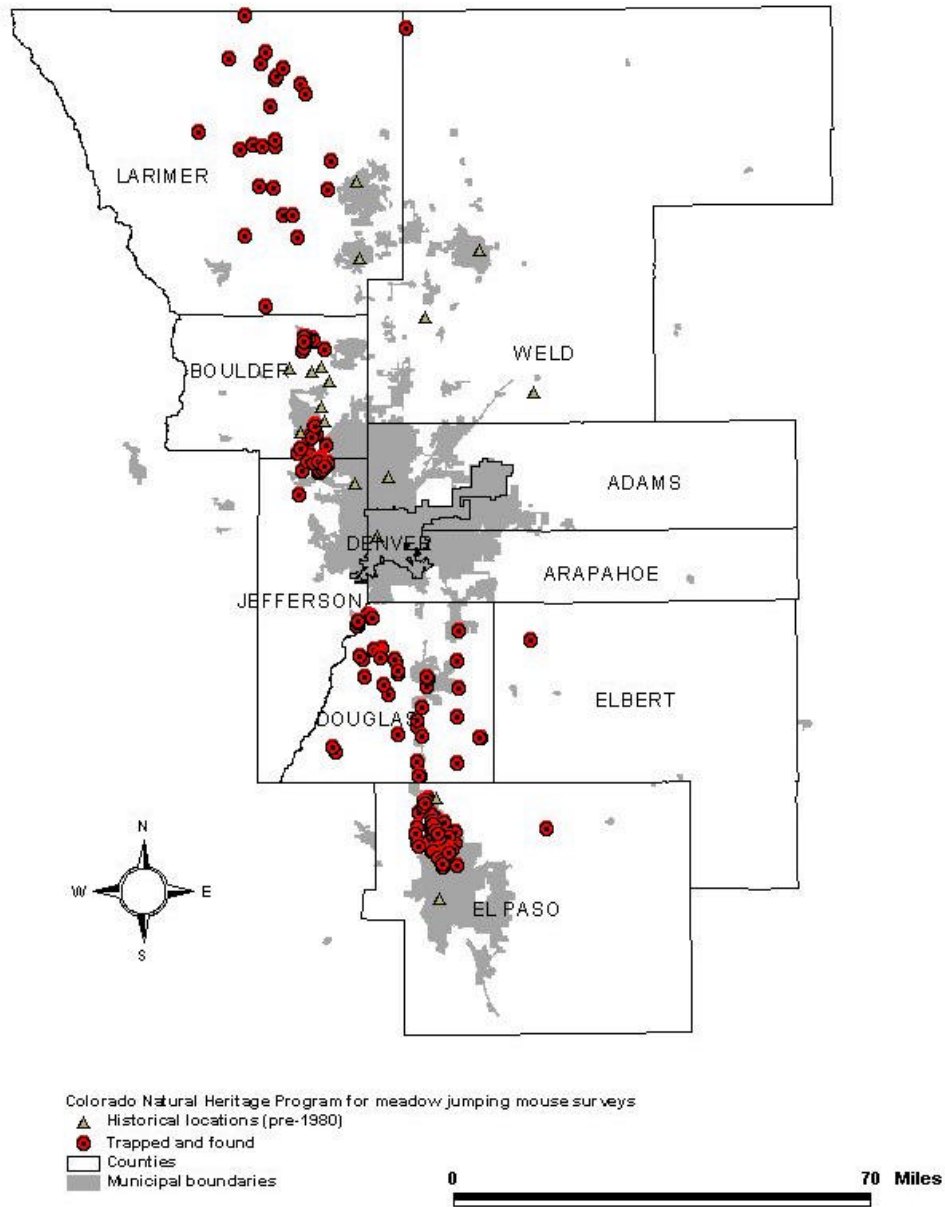 LARIMER
WELD
BOULDER
ADAMS
DENVER
ARAPAHOE
JEFFERSON
ELBERT
DOUGLAS
N
W E
S
EL PASO
Colorado Natural Heritage Program for meadow jumping mouse surveys
Historical locations (pre-1980)
Trapped and found
Counties
Municipal boundaries
0 70 Miles